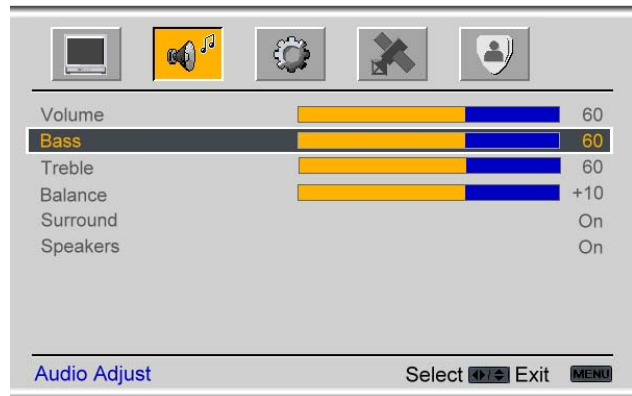 Volume 60
Bass 60
Treble 60
Balance +10
Surround On
Speakers On
Audio Adjust Select Exit MENU